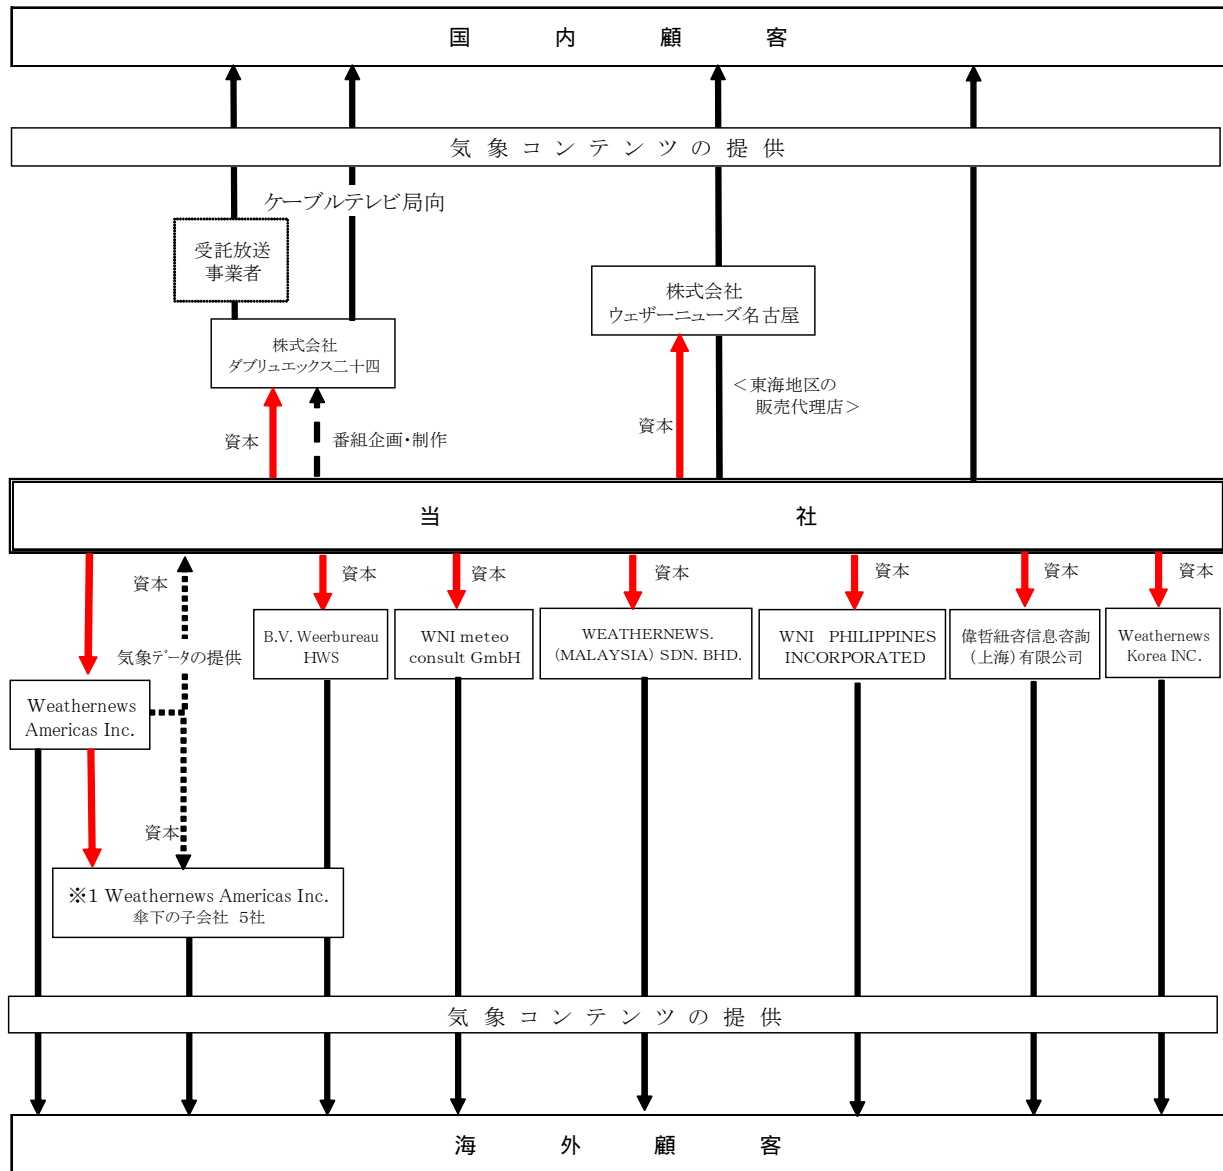 国内顧客
気象コンテンツの提供
ケーブルテレビ局向
受託放送
事業者
株式会社
ダブリュエックス二十四
株式会社
ウェザーニューズ名古屋
＜東海地区の
販売代理店＞
資本
番組企画・制作
資本
当社
資本
資本
資本
資本
資本
資本
資本
気象データの提供
B.V. Weerbureau
HWS
WNI meteo
consult GmbH
WEATHERNEWS.
(MALAYSIA) SDN. BHD.
WNI PHILIPPINES
INCORPORATED
偉哲紐咨信息咨詢
（上海）有限公司
Weathernews
Korea INC.
Weathernews
Americas Inc.
資本
※1 Weathernews Americas Inc.
傘下の子会社 5社
気象コンテンツの提供
海外顧客